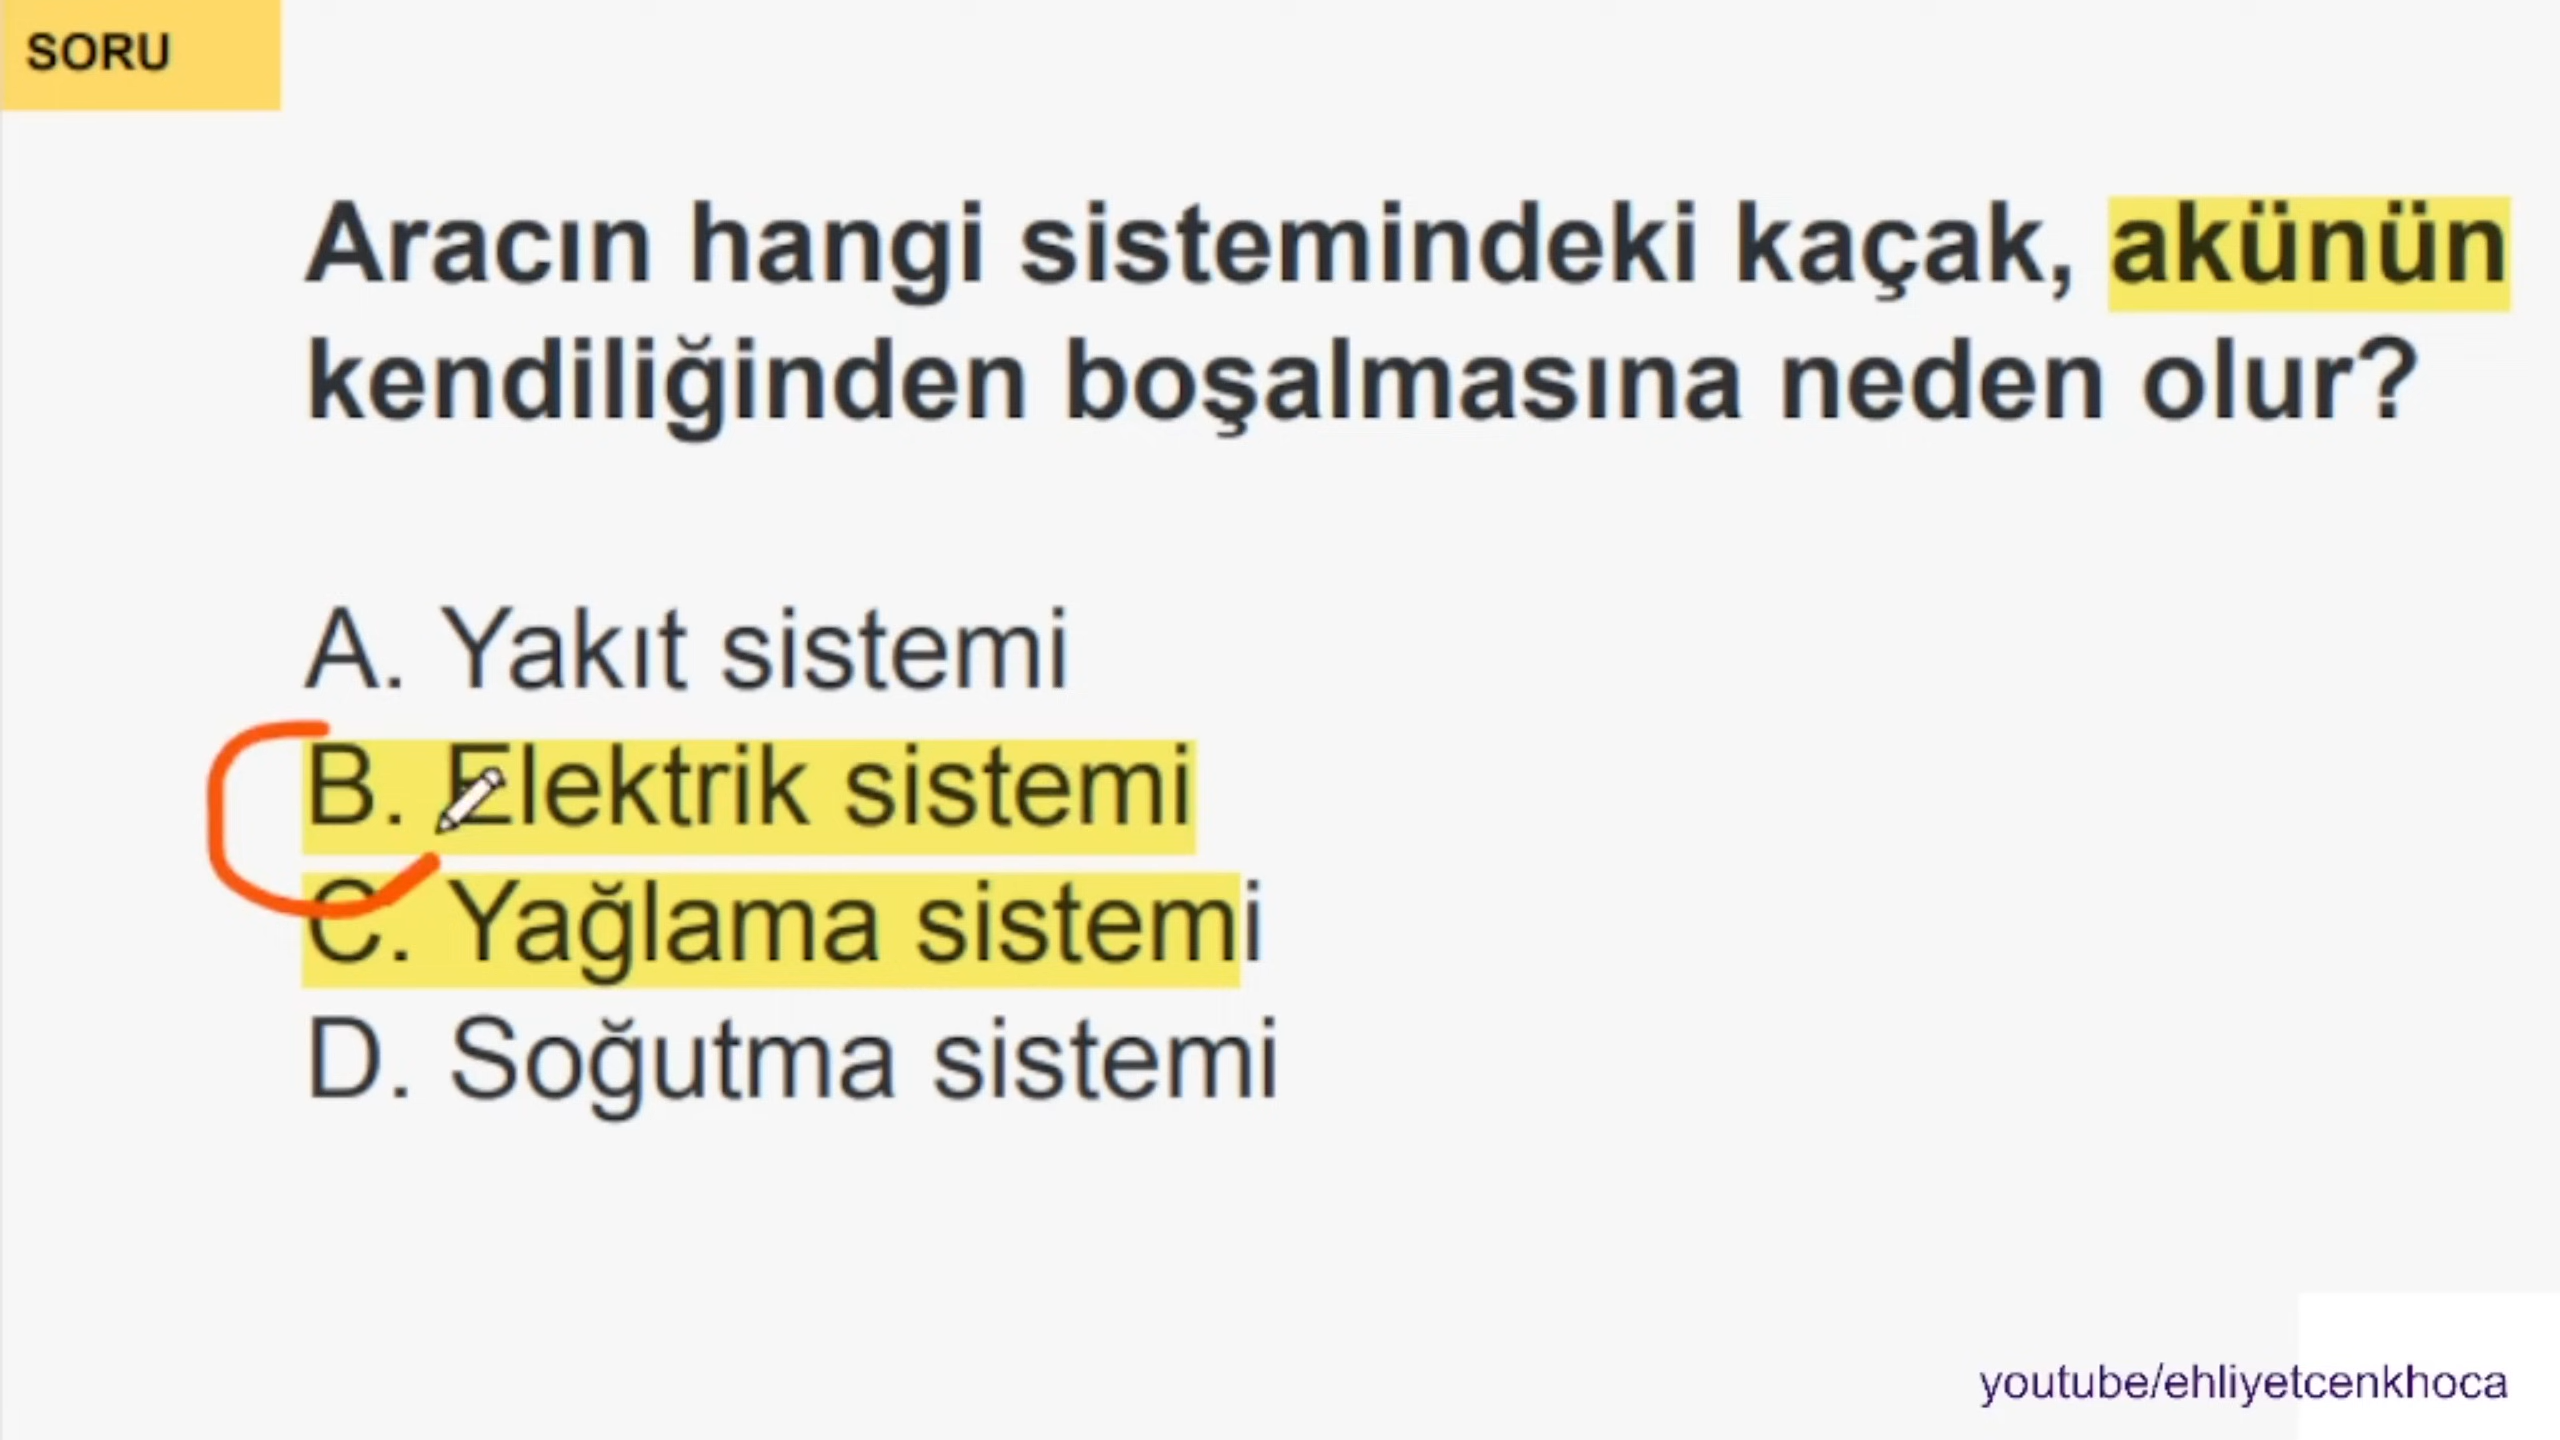 SORU
Aracın hangi sistemindeki kaçak, akünün
kendiliğinden boşalmasına neden olur?
A. Yakıt sistemi
B. Elektrik sistemi
C. Yağlama sistemi
D. Soğutma sistemi
youtube/ehliyetcenkhoca